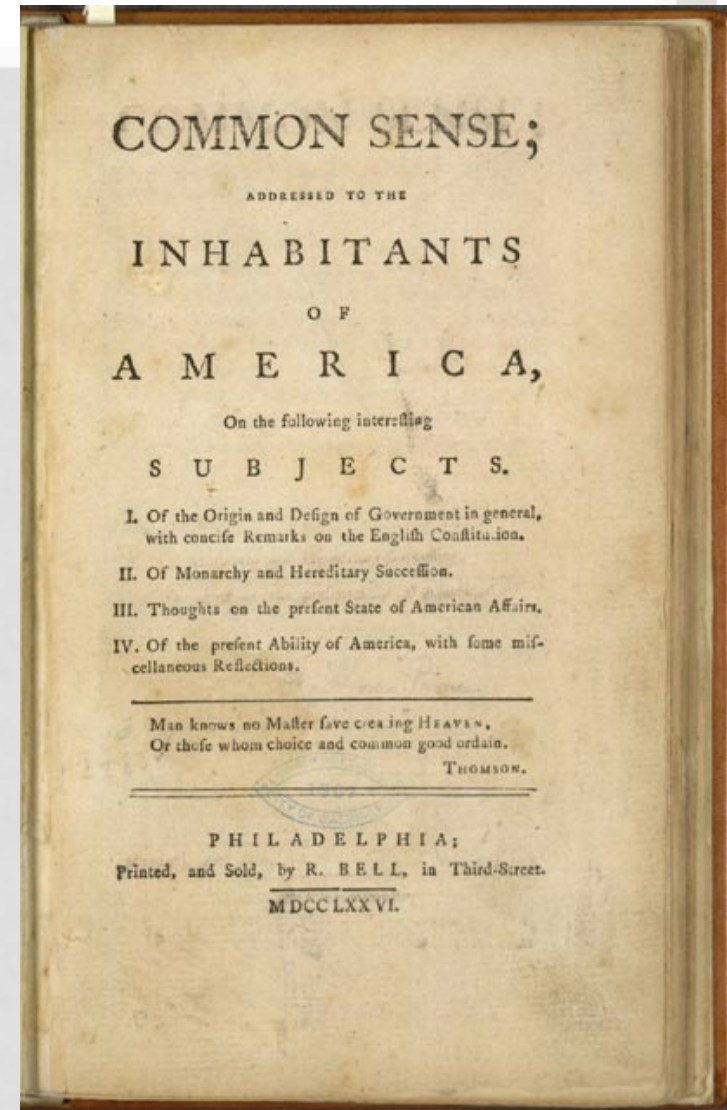 COMMON SENSE;
ADDRESSED TO THE
INHABITANTS
OF
AMERICA,
On the following intereſting
SUBJECTS.
I. Of the Origin and Deſign of Government in general,
with conciſe Remarks on the Engliſh Conſtitution.
II. Of Monarchy and Hereditary Succeſſion.
III. Thoughts on the preſent State of American Affairs.
IV. Of the preſent Ability of America, with ſome miſ-
cellaneous Reflections.
Man knows no Maſter ſave creating HEAVEN,
Or thoſe whom choice and common good ordain.
THOMSON.
PHILADELPHIA;
Printed, and Sold, by R. BELL, in Third-Street.
MDCCLXXVI.